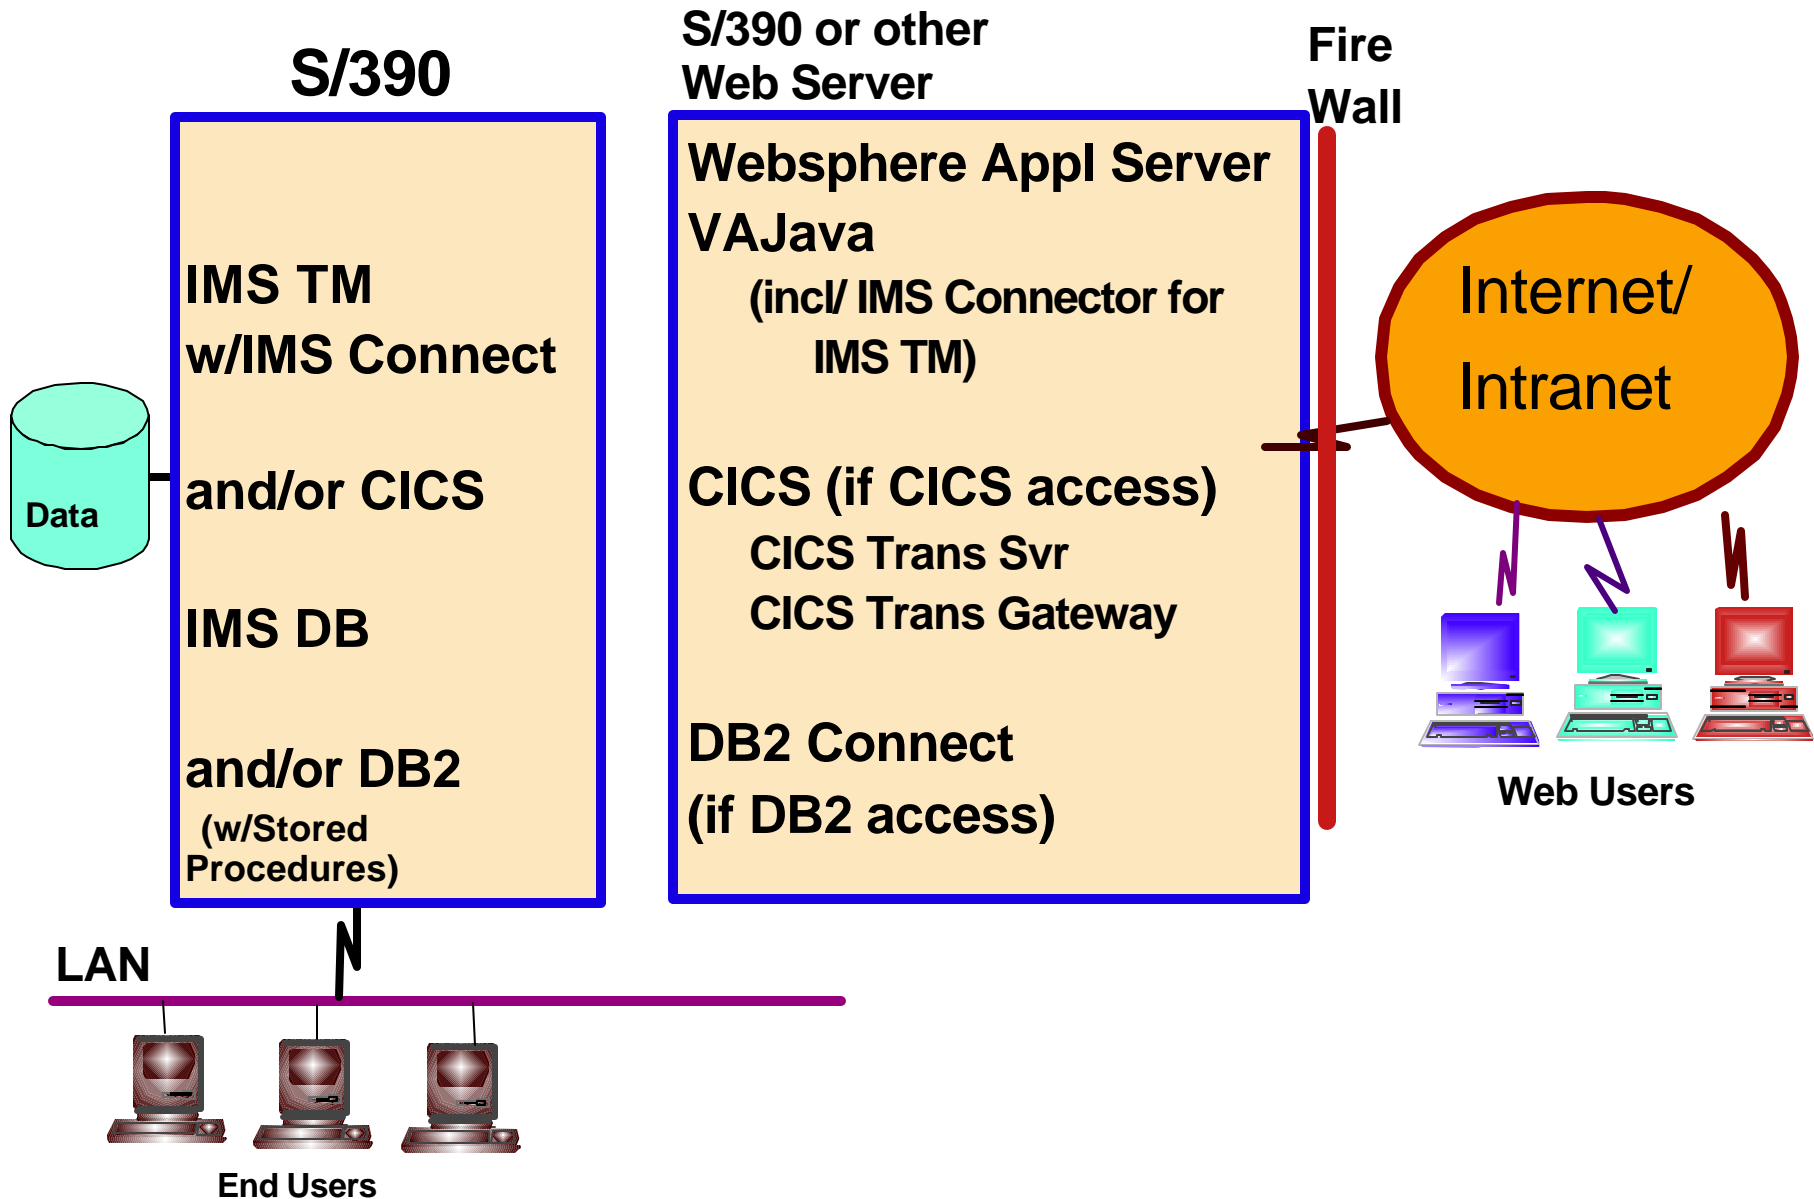 S/390
S/390 or other
Web Server
Fire
Wall
IMS TM
w/IMS Connect
and/or CICS
IMS DB
and/or DB2
(w/Stored
Procedures)
Data
Websphere Appl Server
VAJava
(incl/ IMS Connector for
IMS TM)
CICS (if CICS access)
CICS Trans Svr
CICS Trans Gateway
DB2 Connect
(if DB2 access)
Internet/
Intranet
Web Users
LAN
End Users